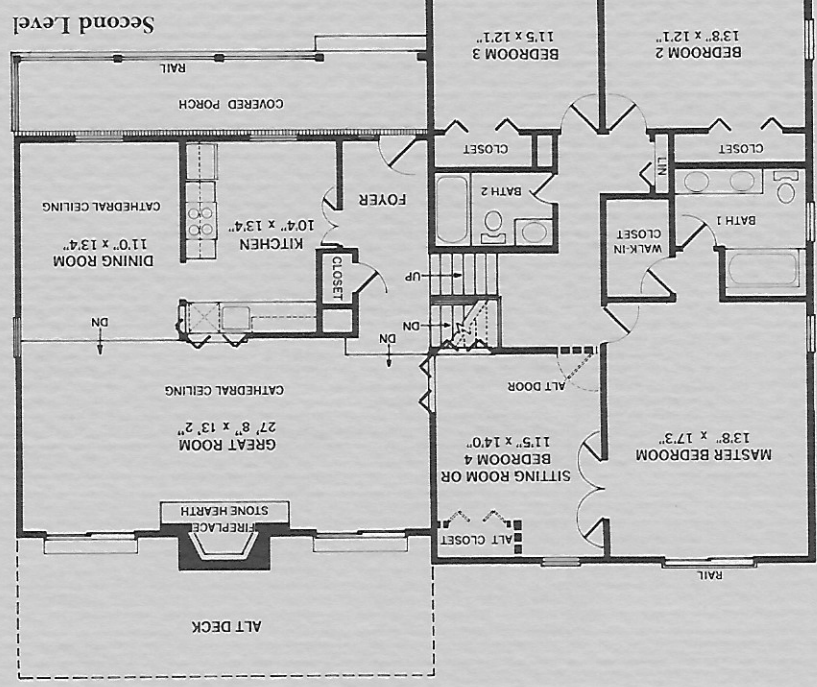 ALT DECK
RAIL
ALT CLOSET
FIREPLACE
STONE HEARTH
MASTER BEDROOM
13'8" x 17'3"
SITTING ROOM OR
BEDROOM 4
11'5" x 14'0"
GREAT ROOM
27' 8" x 13' 2"
CATHEDRAL CEILING
ALT DOOR
DN
DN
DN
UP
CLOSET
KITCHEN
10'4" x 13'4"
DINING ROOM
11'0" x 13'4"
CATHEDRAL CEILING
WALK-IN
CLOSET
BATH 1
BATH 2
FOYER
LIN
CLOSET
CLOSET
COVERED PORCH
RAIL
BEDROOM 2
13'8" x 12'1"
BEDROOM 3
11'5 x 12'1"
Second Level